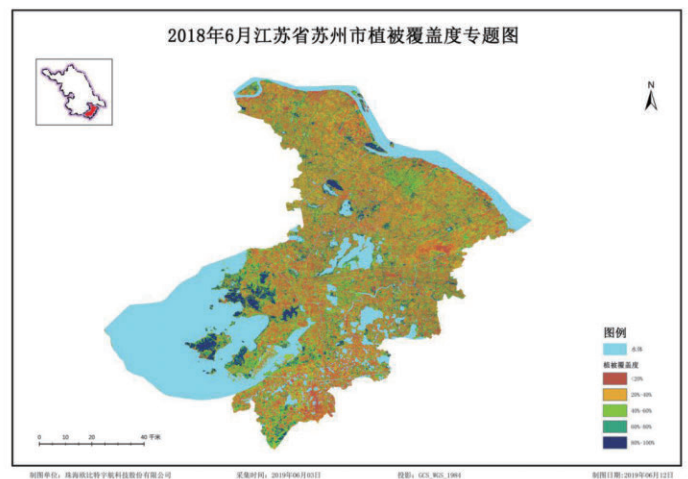 2018年6月江苏省苏州市植被覆盖度专题图
N
图例
水体
植被覆盖度
<20%
20%-40%
40%-60%
60%-80%
80%-100%
0 10 20 40 千米
制图单位：珠海欧比特宇航科技股份有限公司 采集时间：2019年06月03日 投影：GCS_WGS_1984 制图日期:2019年06月12日